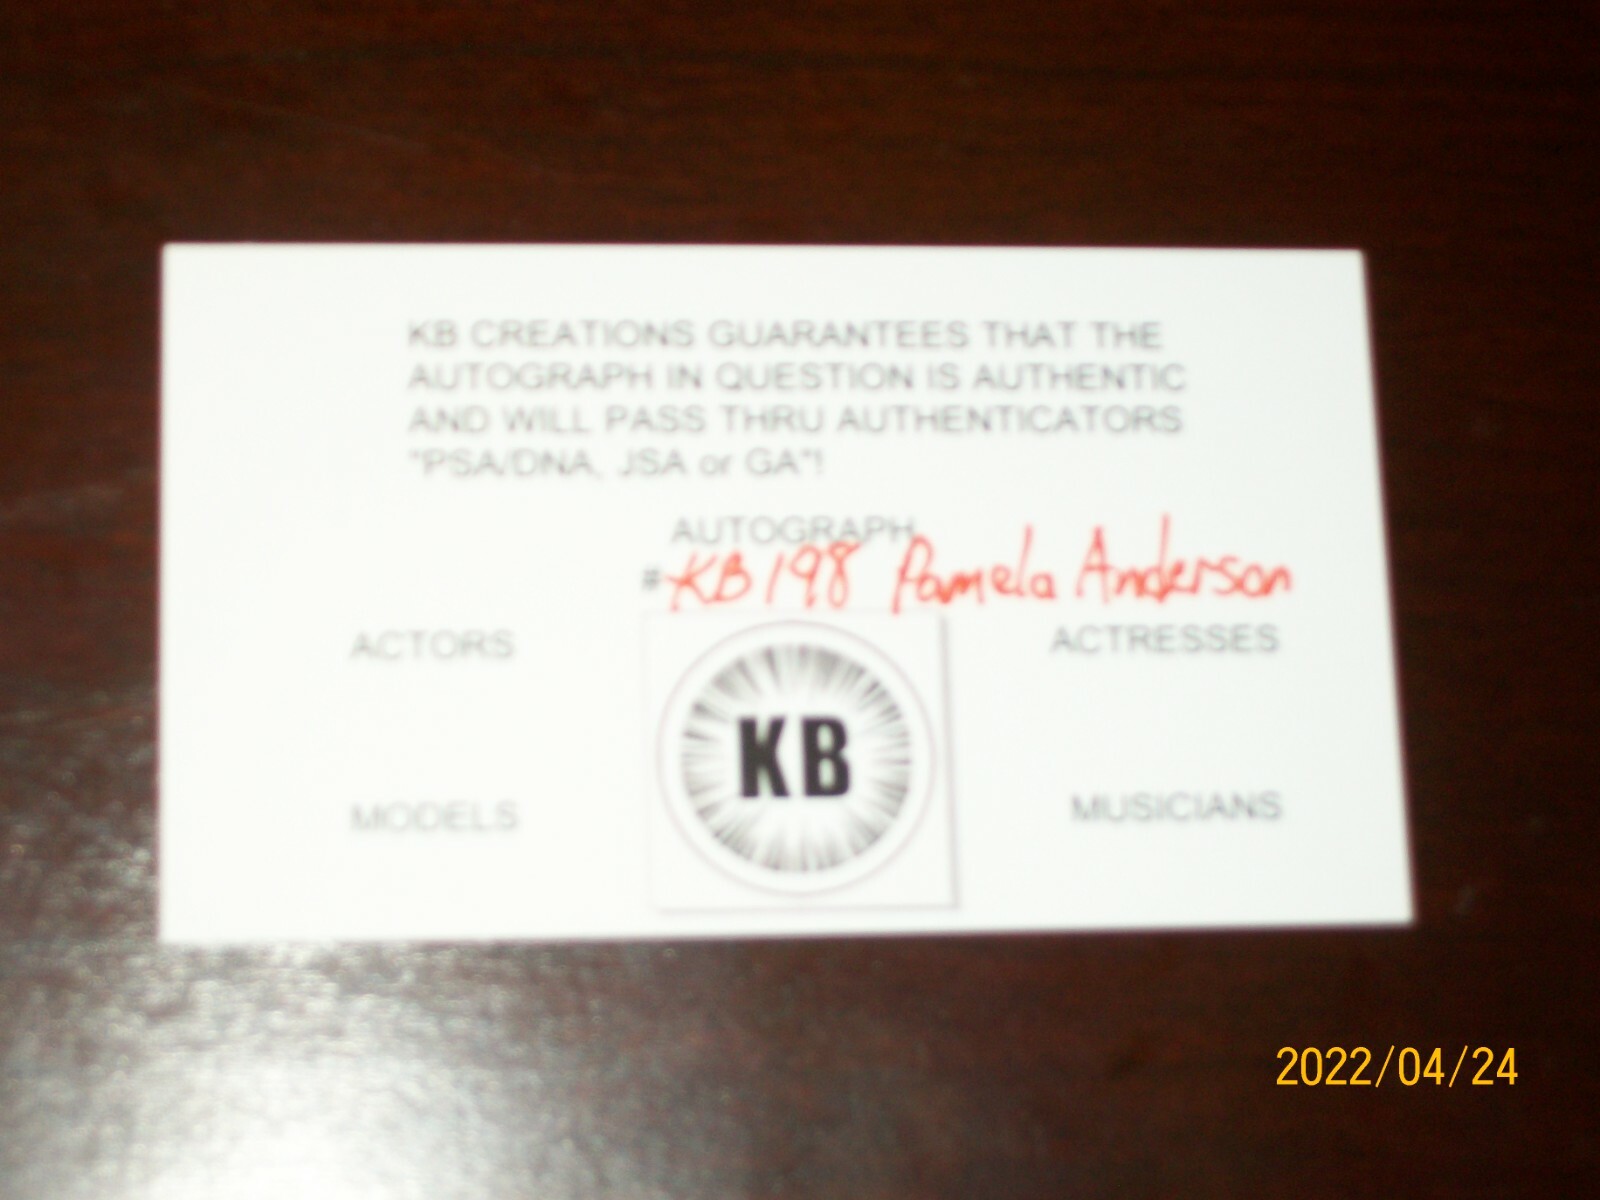 KB CREATIONS GUARANTEES THAT THE
AUTOGRAPH IN QUESTION IS AUTHENTIC
AND WILL PASS THRU AUTHENTICATORS
"PSA/DNA, JSA or GA"!
AUTOGRAPH
#KB198 Pamela Anderson
ACTORS
ACTRESSES
KB
MODELS
MUSICIANS
2022/04/24